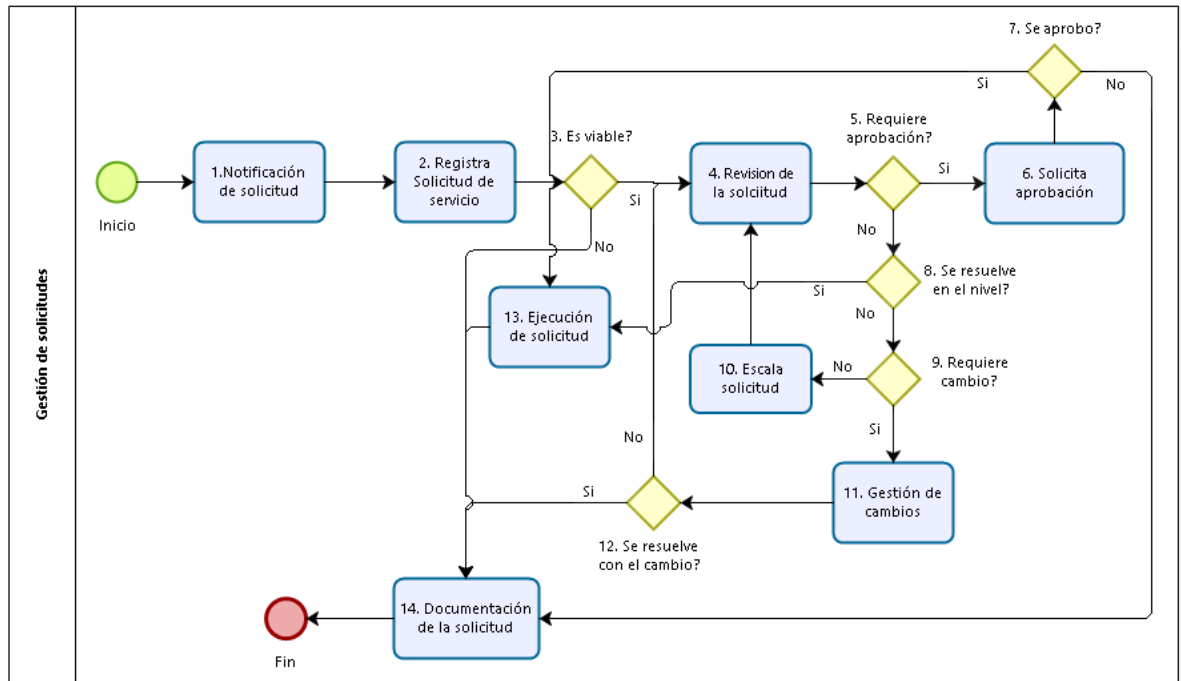 Gestión de solicitudes
Inicio
1.Notificación
de solicitud
2. Registra
Solicitud de
servicio
3. Es viable?
Si
No
4. Revision de
la solciitud
5. Requiere
aprobación?
Si
No
6. Solicita
aprobación
7. Se aprobo?
Si
No
8. Se resuelve
en el nivel?
Si
No
9. Requiere
cambio?
No
Si
10. Escala
solicitud
11. Gestión de
cambios
12. Se resuelve
con el cambio?
No
Si
13. Ejecución
de solicitud
14. Documentación
de la solicitud
Fin